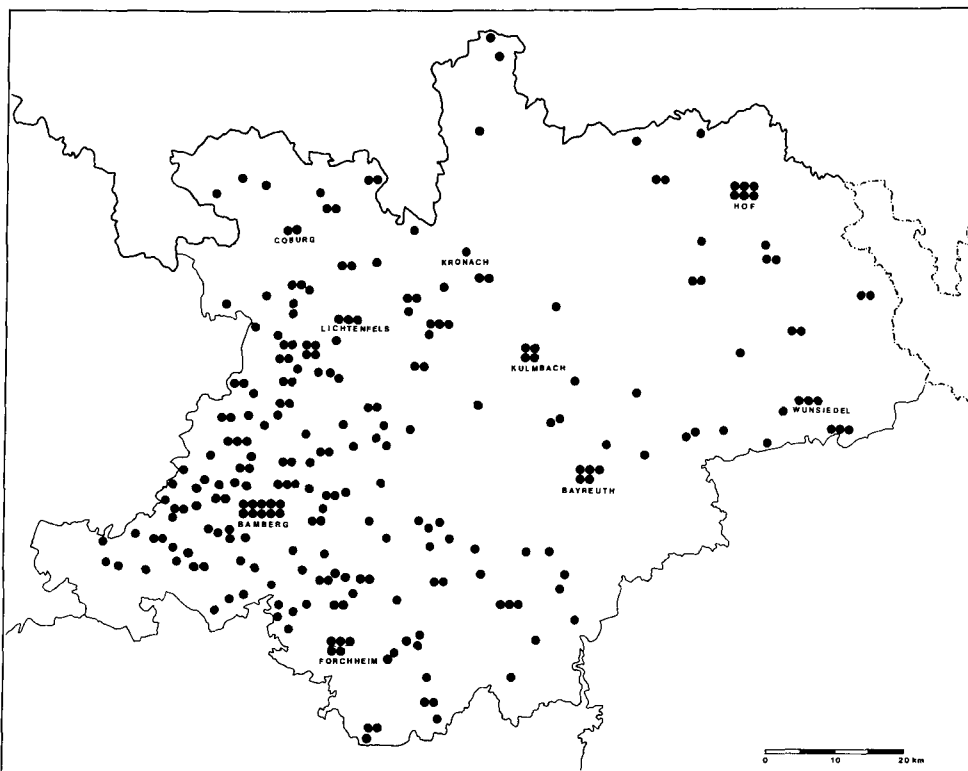 HOF
COBURG
KRONACH
LICHTENFELS
KULMBACH
WUNSIEDEL
BAYREUTH
BAMBERG
FORCHHEIM
0 10 20 km